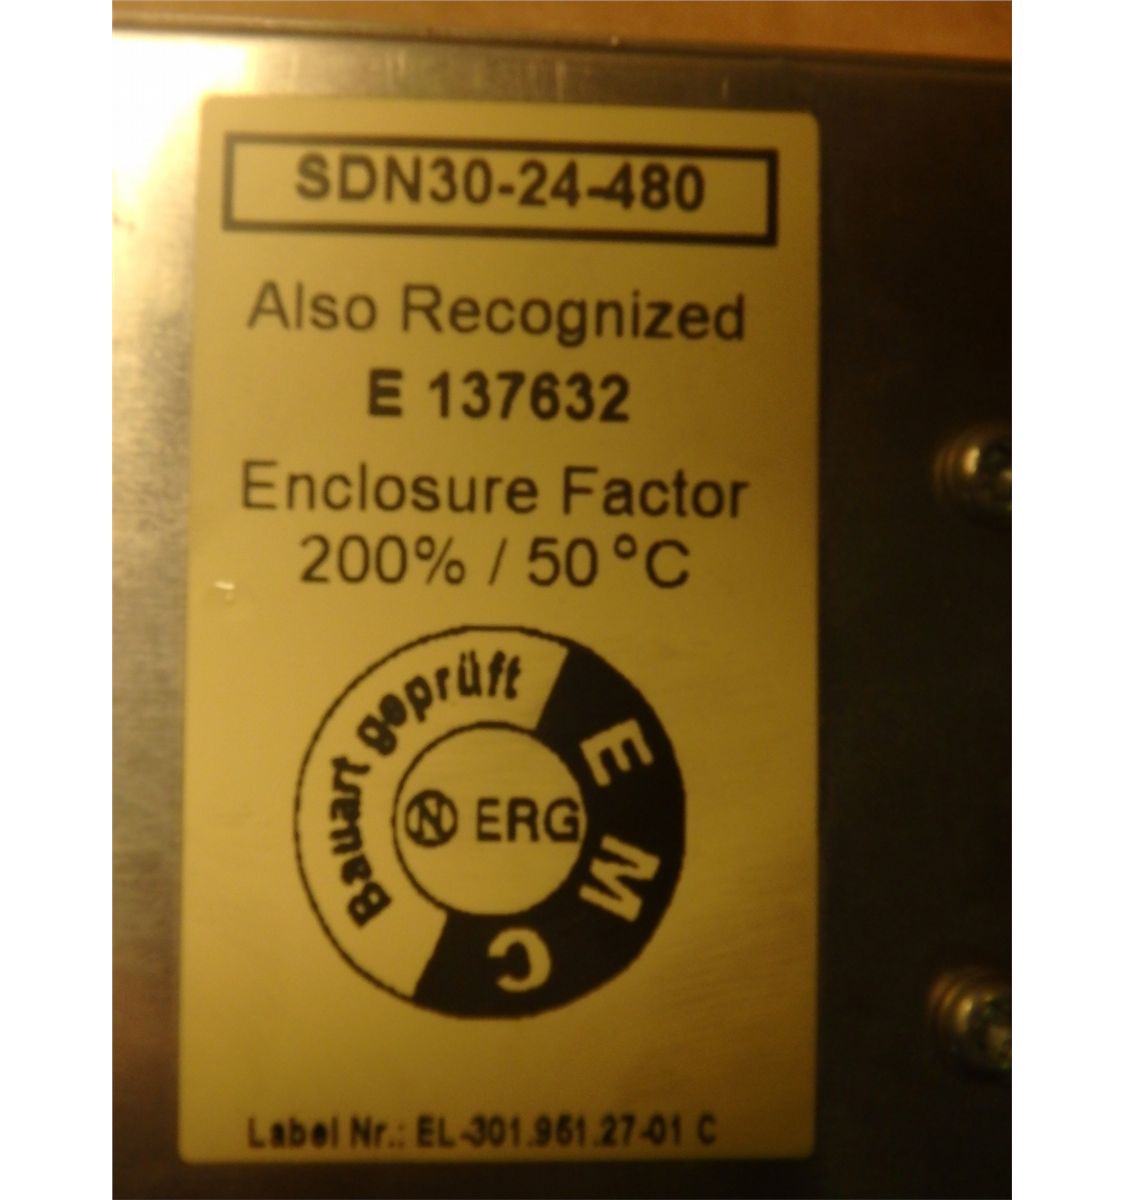 SDN30-24-480
Also Recognized
E 137632
Enclosure Factor
200% / 50 °C
Bauart geprüft
EMC
N ERG
Label Nr.: EL-301.951.27-01 C